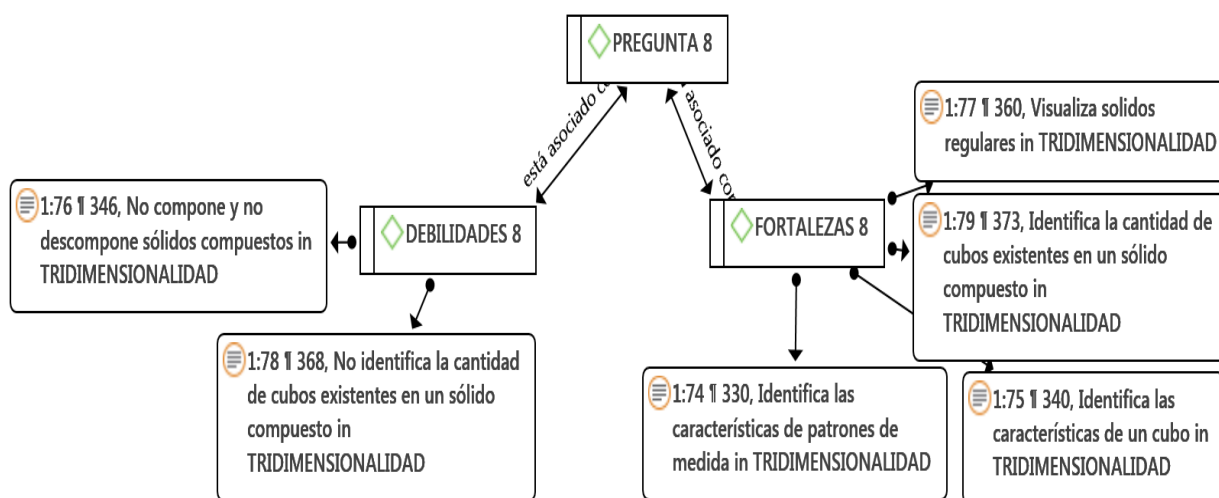 PREGUNTA 8
está asociado co
asociado con
1:77 ¶ 360, Visualiza solidos
regulares in TRIDIMENSIONALIDAD
1:76 ¶ 346, No compone y no
descompone sólidos compuestos in
TRIDIMENSIONALIDAD
DEBILIDADES 8
FORTALEZAS 8
1:79 ¶ 373, Identifica la cantidad de
cubos existentes en un sólido
compuesto in
TRIDIMENSIONALIDAD
1:78 ¶ 368, No identifica la cantidad
de cubos existentes en un sólido
compuesto in
TRIDIMENSIONALIDAD
1:74 ¶ 330, Identifica las
características de patrones de
medida in TRIDIMENSIONALIDAD
1:75 ¶ 340, Identifica las
características de un cubo in
TRIDIMENSIONALIDAD